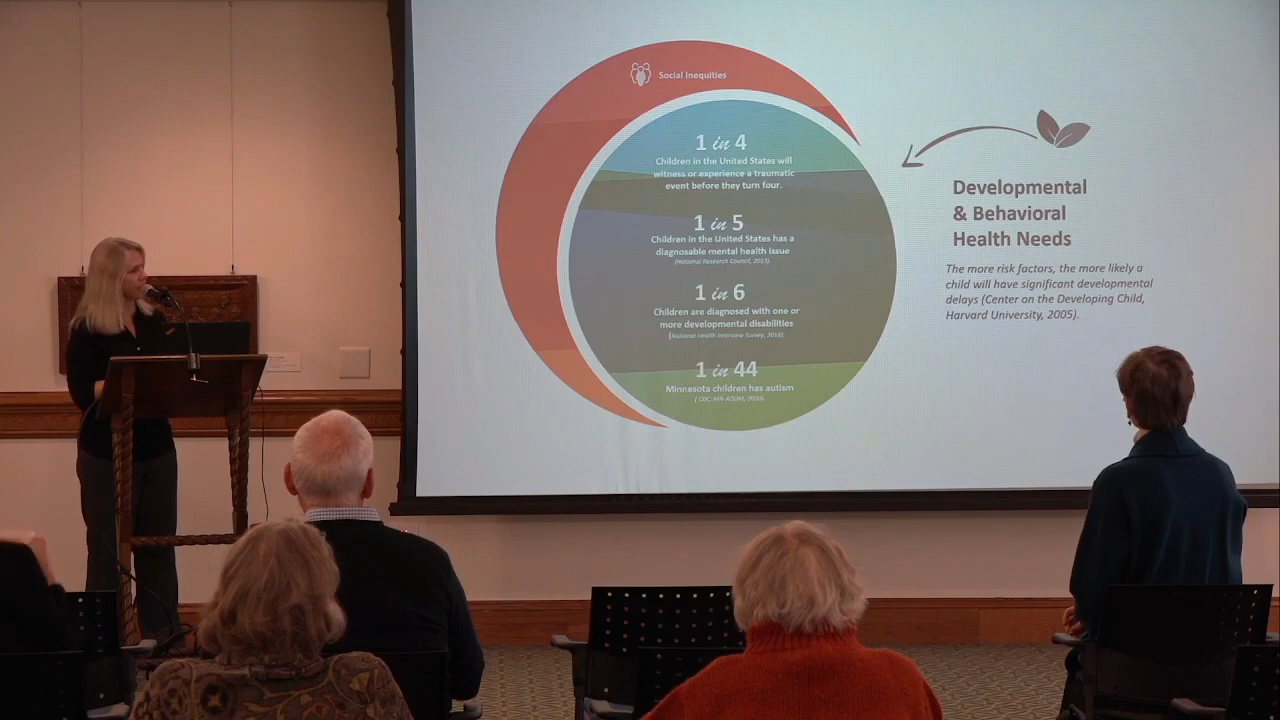 Social Inequities
1 in 4
Children in the United States will
witness or experience a traumatic
event before they turn four.
1 in 5
Children in the United States has a
diagnosable mental health issue
(National Research Council, 2013).
1 in 6
Children are diagnosed with one or
more developmental disabilities
(National Health Interview Survey, 2018).
1 in 44
Minnesota children has autism
(CDC-MN-ADDM, 2020).
Developmental
& Behavioral
Health Needs
The more risk factors, the more likely a
child will have significant developmental
delays (Center on the Developing Child,
Harvard University, 2005).